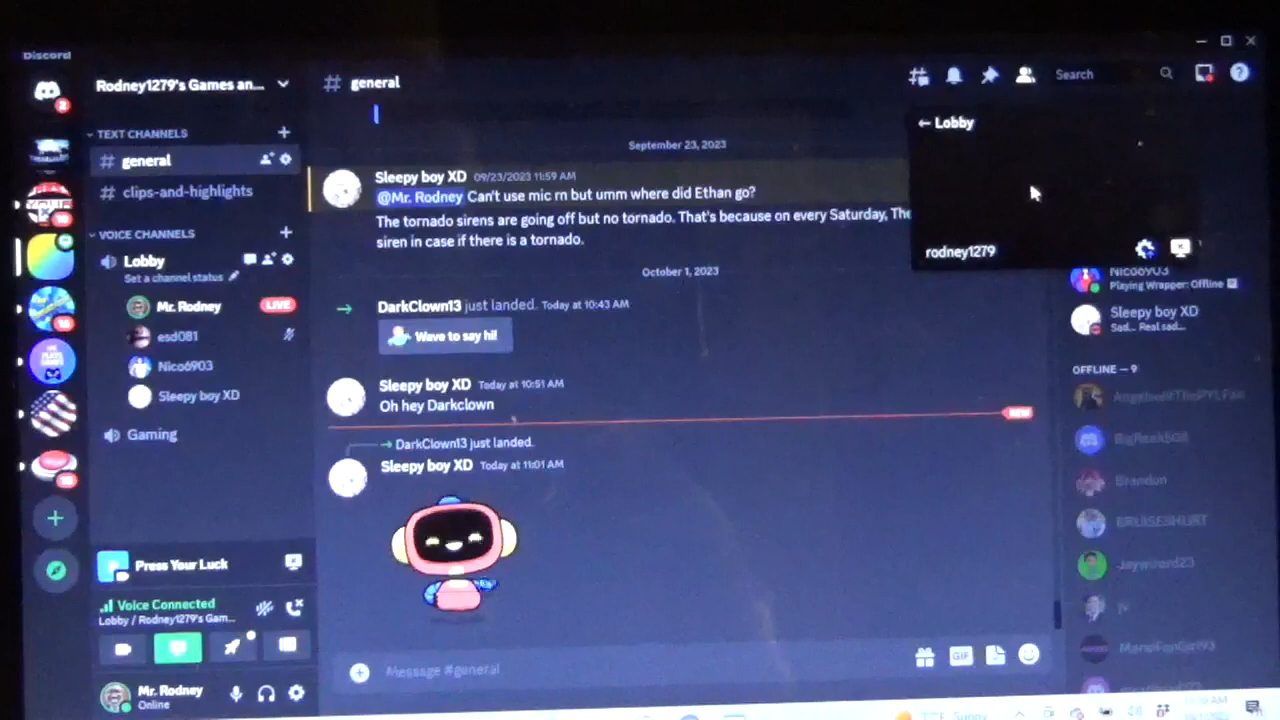 Discord
Rodney1279's Games an...
# general
Search
2
TEXT CHANNELS
# general
# clips-and-highlights
VOICE CHANNELS
Lobby
Set a channel status
Mr. Rodney LIVE
esd081
Nico6903
Sleepy boy XD
Gaming
Press Your Luck
Voice Connected
Lobby / Rodney1279's Gam...
Mr. Rodney
Online
September 23, 2023
Sleepy boy XD 09/23/2023 11:59 AM
@Mr. Rodney Can't use mic rn but umm where did Ethan go?
The tornado sirens are going off but no tornado. That's because on every Saturday, The
siren in case if there is a tornado.
October 1, 2023
DarkClown13 just landed. Today at 10:43 AM
Wave to say hi!
Sleepy boy XD Today at 10:51 AM
Oh hey Darkclown
NEW
DarkClown13 just landed.
Sleepy boy XD Today at 11:01 AM
Message #general
GIF
← Lobby
rodney1279
Nico6903
Playing Wrapper: Offline
Sleepy boy XD
Sad... Real sad...
OFFLINE — 9
BigReek508
Brandon
BRUISESHURT
Jaywizard23
Sunny